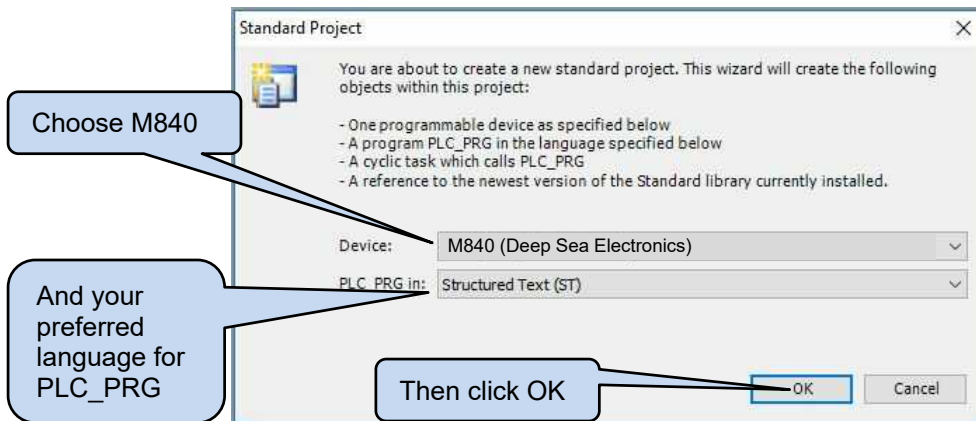 Standard Project
You are about to create a new standard project. This wizard will create the following
objects within this project:
- One programmable device as specified below
- A program PLC_PRG in the language specified below
- A cyclic task which calls PLC_PRG
- A reference to the newest version of the Standard library currently installed.
Choose M840
Device:
M840 (Deep Sea Electronics)
PLC_PRG in:
Structured Text (ST)
And your
preferred
language for
PLC_PRG
Then click OK
OK
Cancel